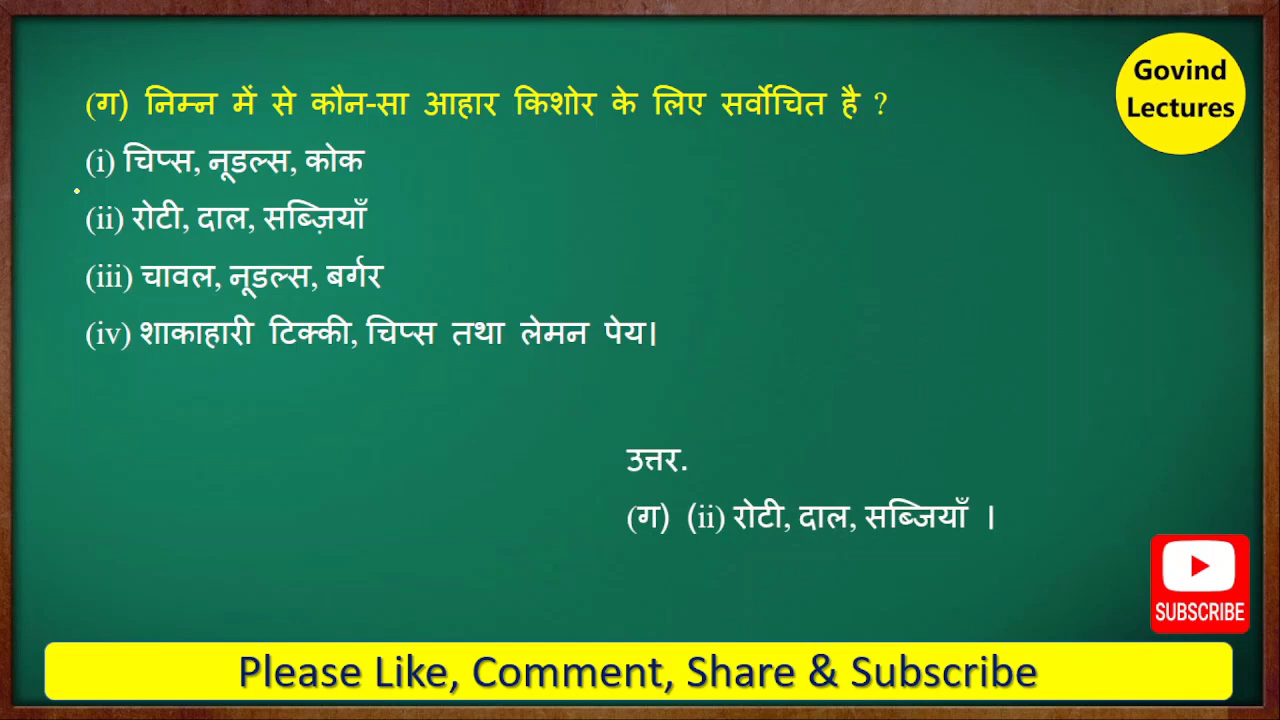 Govind
Lectures
(ग) निम्न में से कौन-सा आहार किशोर के लिए सर्वोचित है ?
(i) चिप्स, नूडल्स, कोक
(ii) रोटी, दाल, सब्ज़ियाँ
(iii) चावल, नूडल्स, बर्गर
(iv) शाकाहारी टिक्की, चिप्स तथा लेमन पेय।
उत्तर.
(ग) (ii) रोटी, दाल, सब्जियाँ ।
SUBSCRIBE
Please Like, Comment, Share & Subscribe